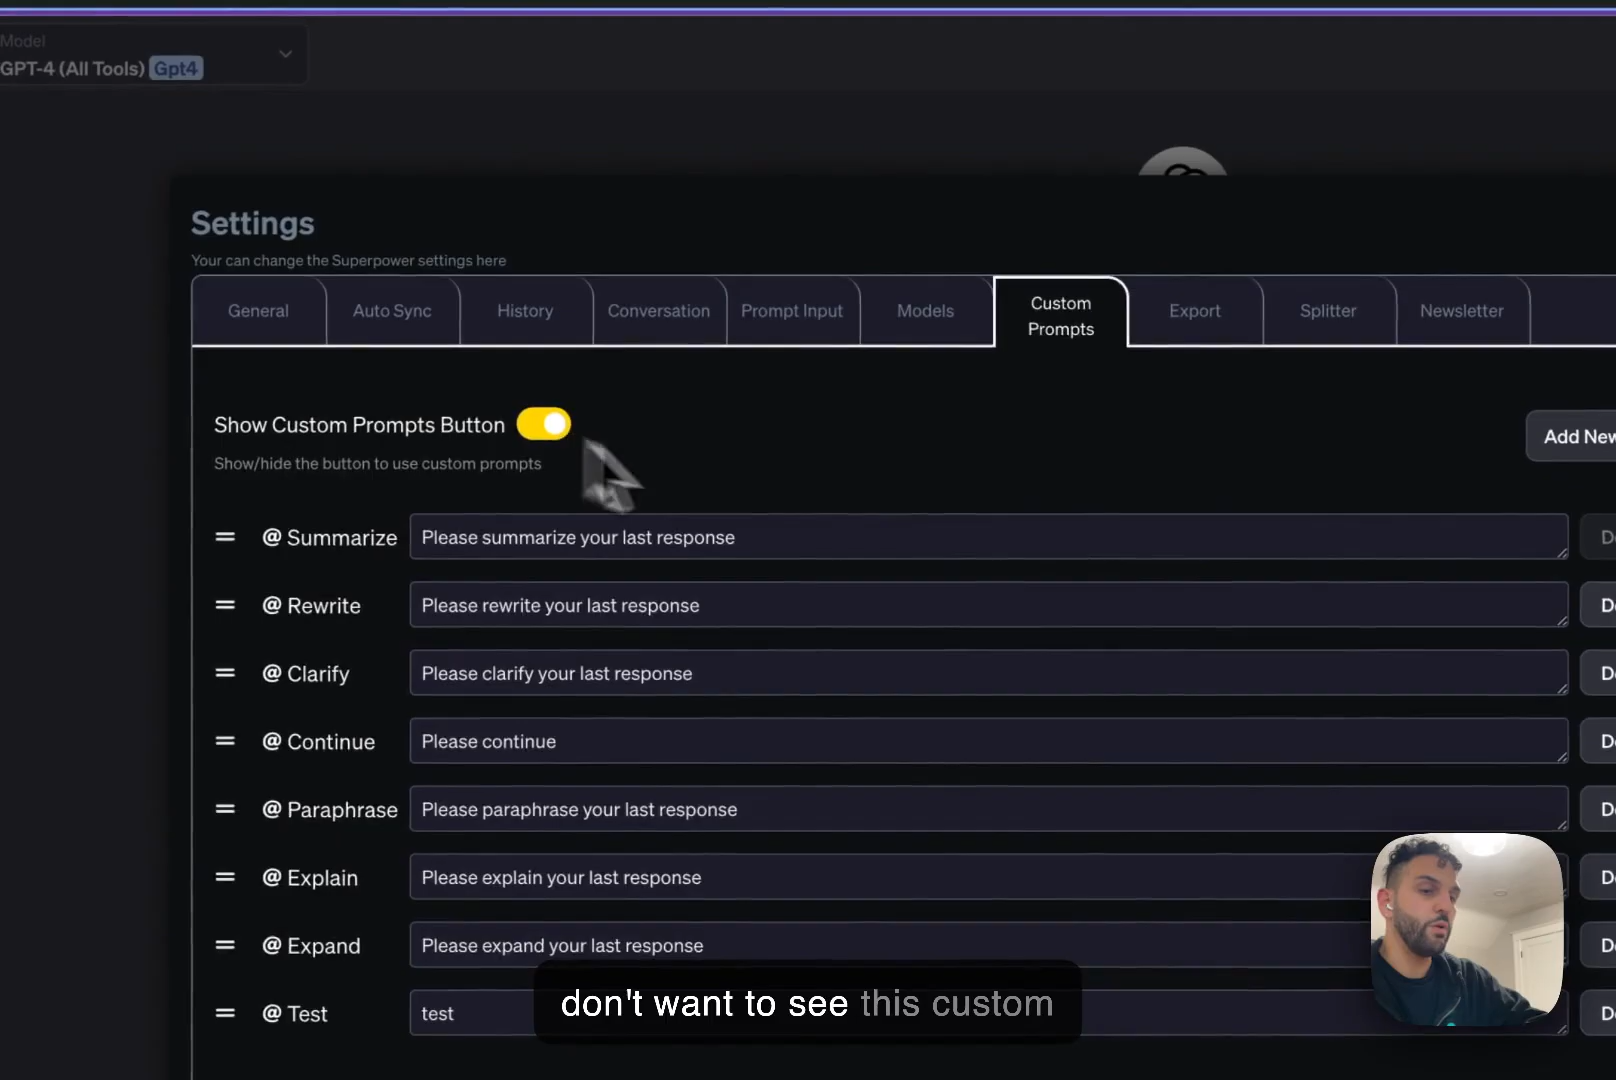 Model
GPT-4 (All Tools) Gpt4
Settings
Your can change the Superpower settings here
General
Auto Sync
History
Conversation
Prompt Input
Models
Custom
Prompts
Export
Splitter
Newsletter
Show Custom Prompts Button
Show/hide the button to use custom prompts
Add New
@ Summarize
Please summarize your last response
@ Rewrite
Please rewrite your last response
@ Clarify
Please clarify your last response
@ Continue
Please continue
@ Paraphrase
Please paraphrase your last response
@ Explain
Please explain your last response
@ Expand
Please expand your last response
@ Test
test
don't want to see this custom